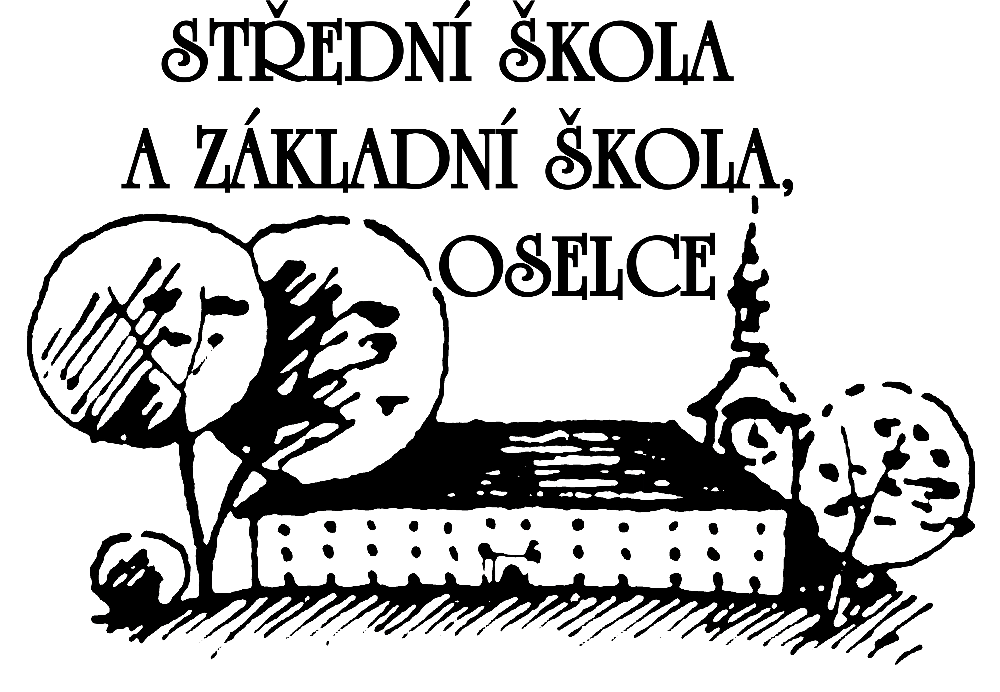 STŘEDNÍ ŠKOLA
A ZÁKLADNÍ ŠKOLA,
OSELCE